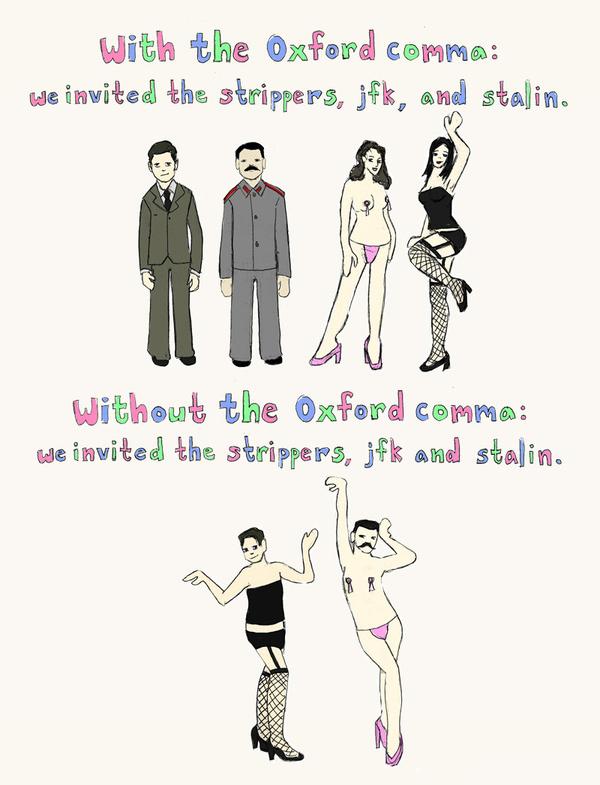 With the Oxford comma:
we invited the strippers, jfk, and stalin.
Without the Oxford comma:
we invited the strippers, jfk and stalin.